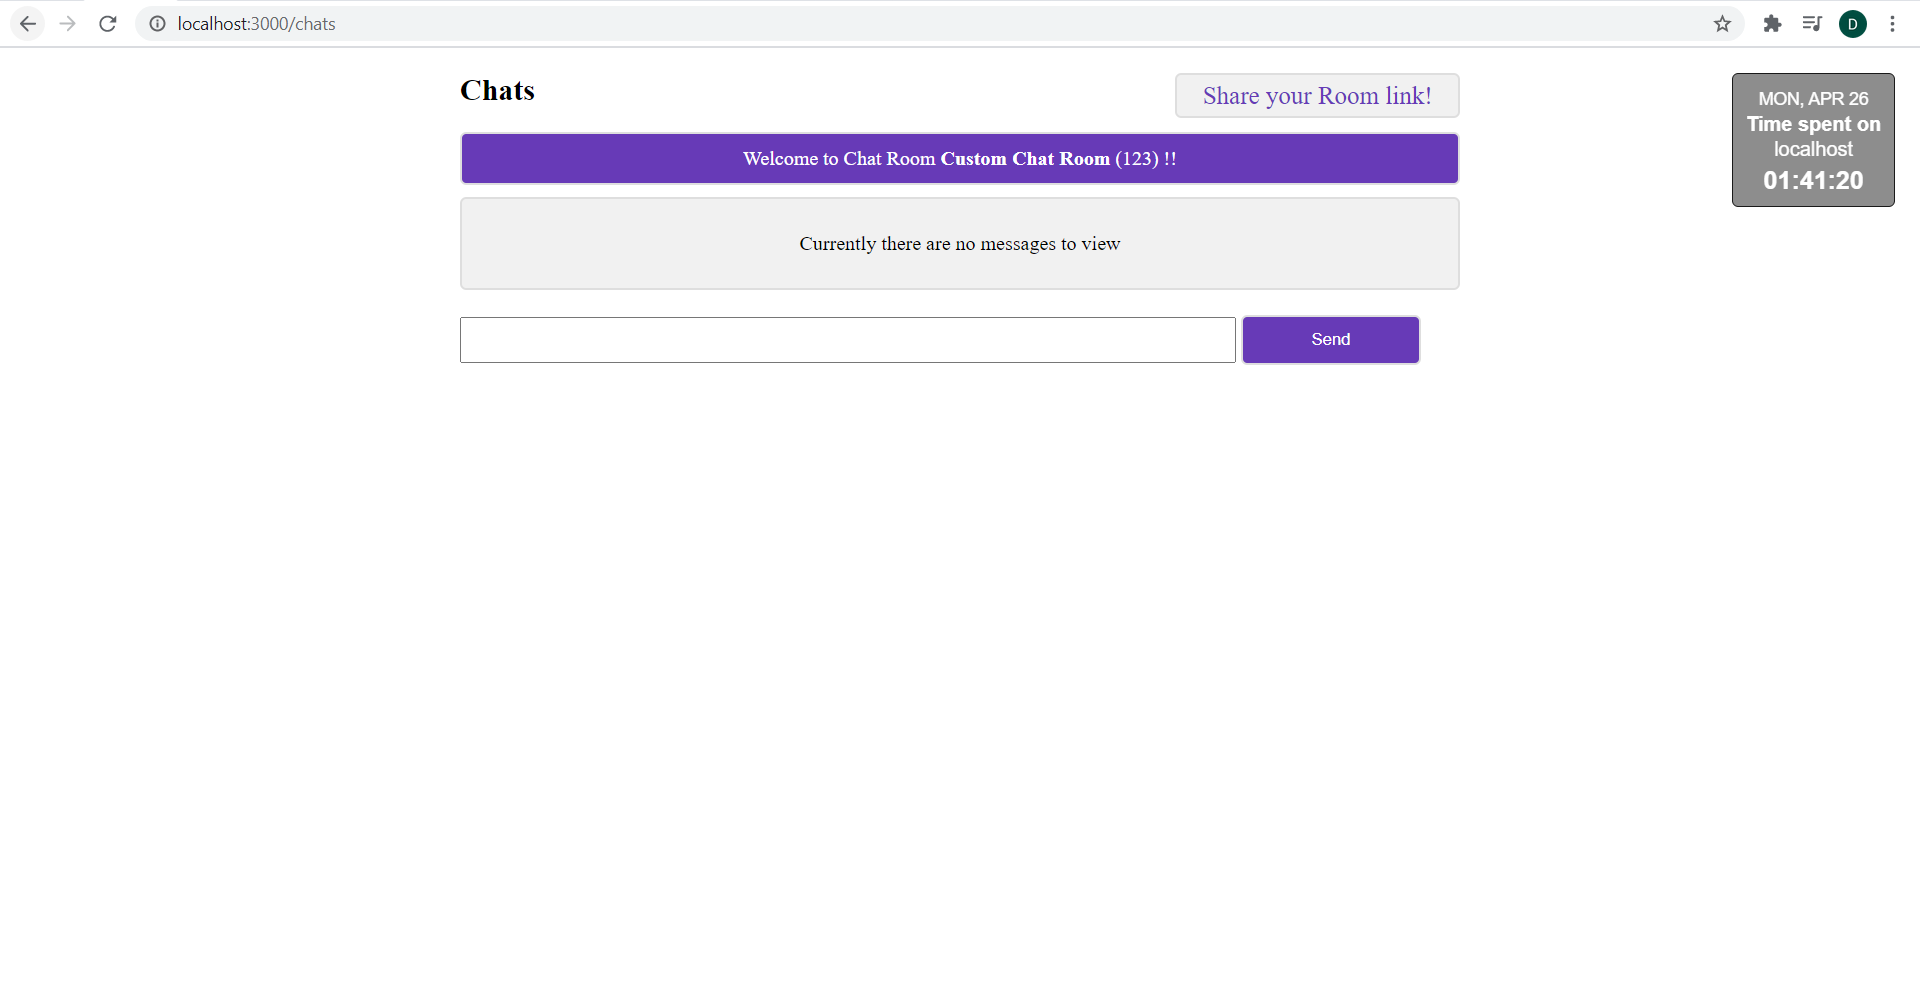 localhost:3000/chats
D
Chats
Share your Room link!
MON, APR 26
Time spent on
localhost
01:41:20
Welcome to Chat Room Custom Chat Room (123) !!
Currently there are no messages to view
Send